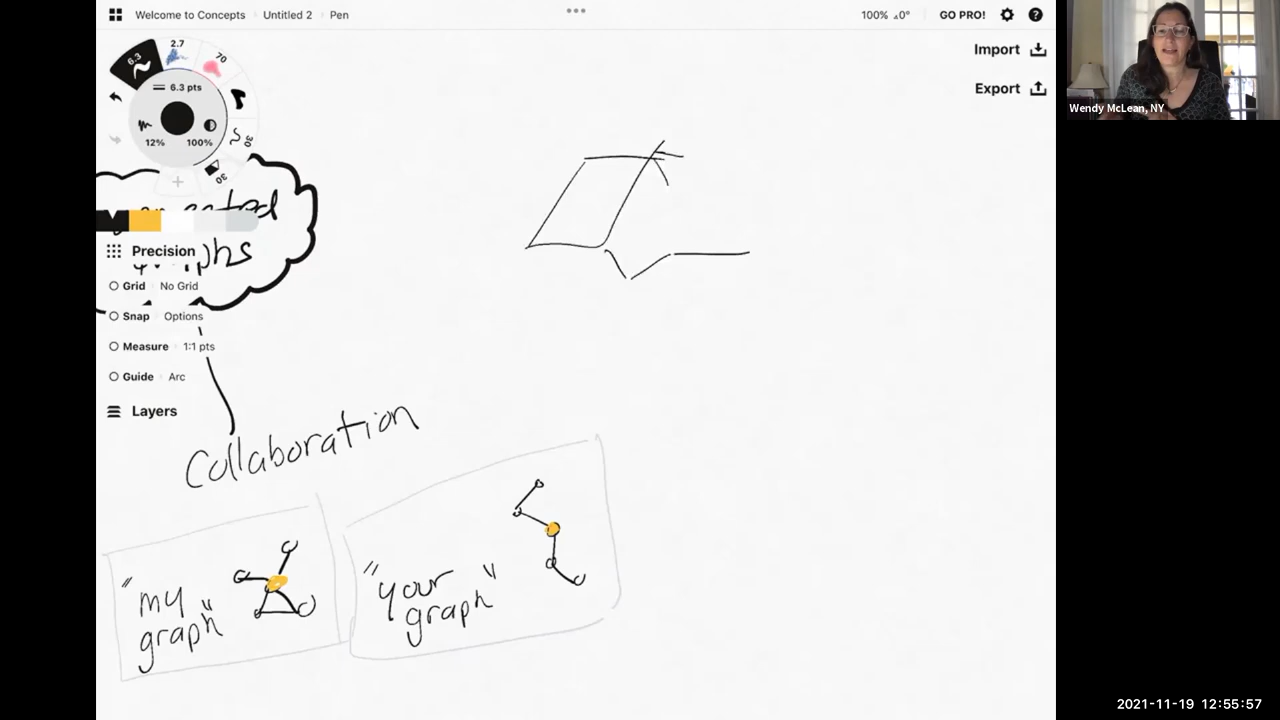 Welcome to Concepts › Untitled 2 › Pen
100% 0°
GO PRO!
Import
Export
2.7
6.3
70
6.3 pts
12%
100%
30
30
Precision
Grid · No Grid
Snap · Options
Measure · 1:1 pts
Guide · Arc
Layers
Collaboration
"my
graph"
"your
graph"
Wendy McLean, NY
2021-11-19 12:55:57